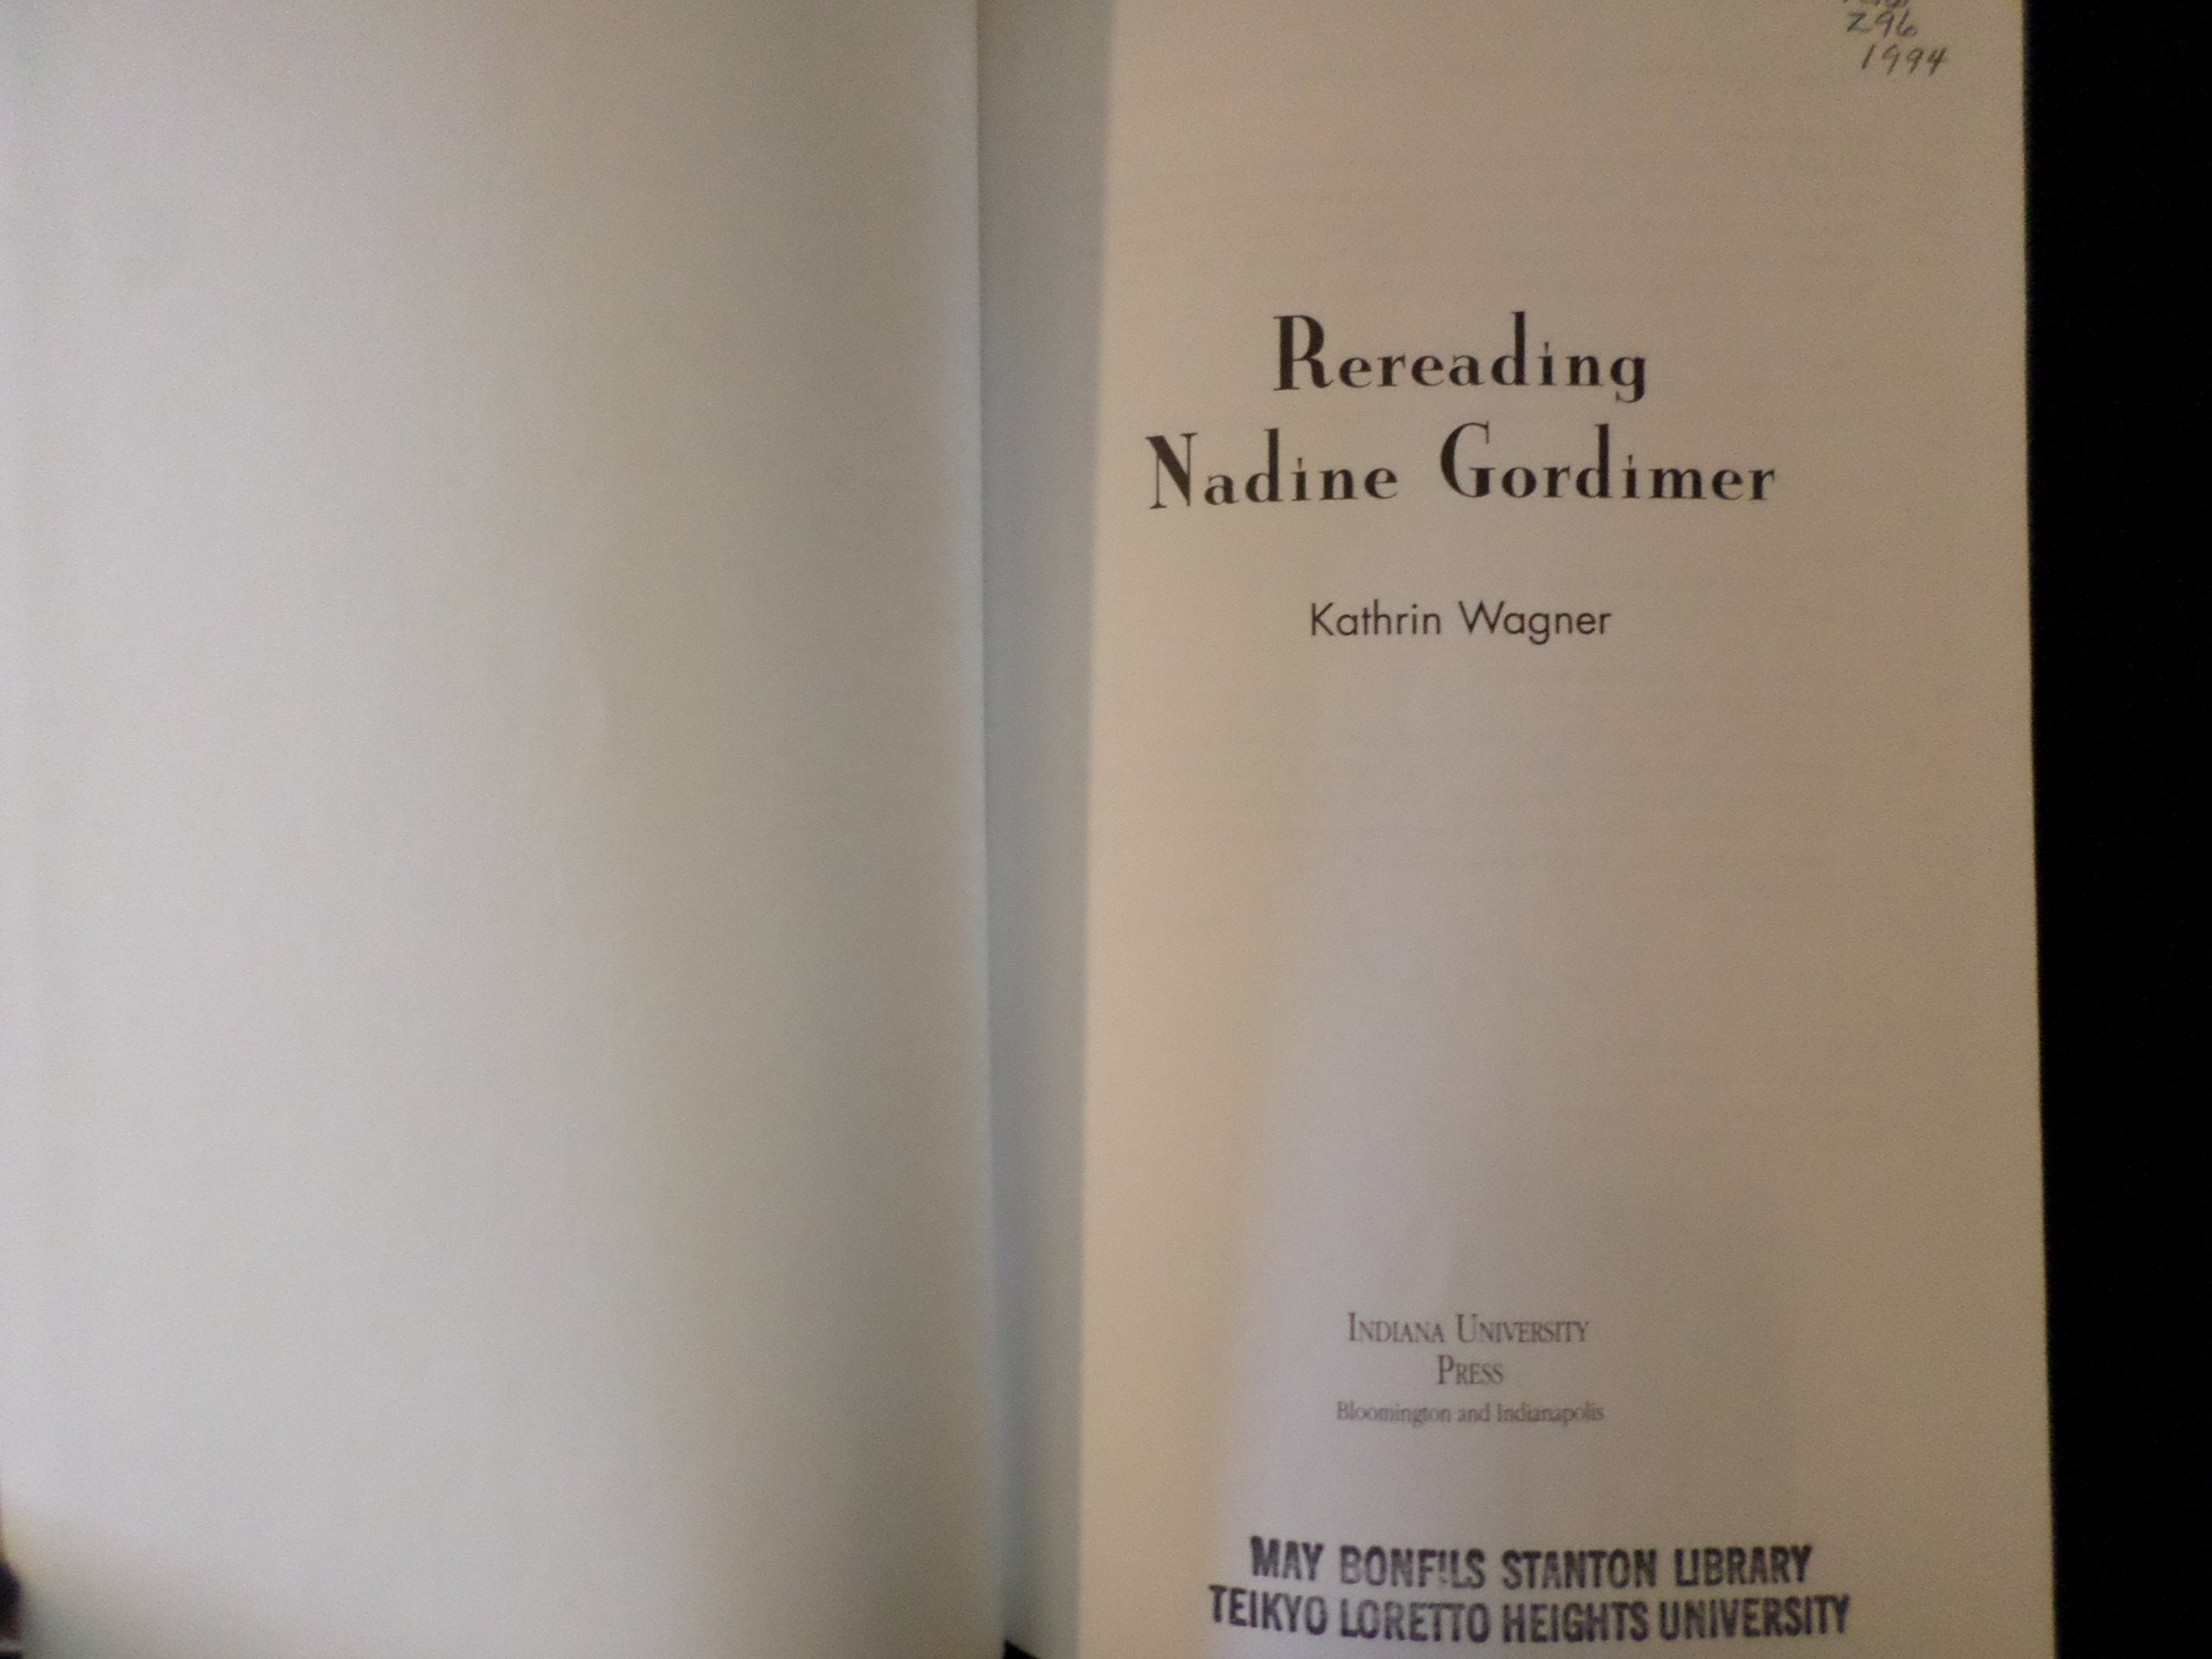 Z96
1994
Rereading
Nadine Gordimer
Kathrin Wagner
INDIANA UNIVERSITY
PRESS
Bloomington and Indianapolis
MAY BONFILS STANTON LIBRARY
TEIKYO LORETTO HEIGHTS UNIVERSITY